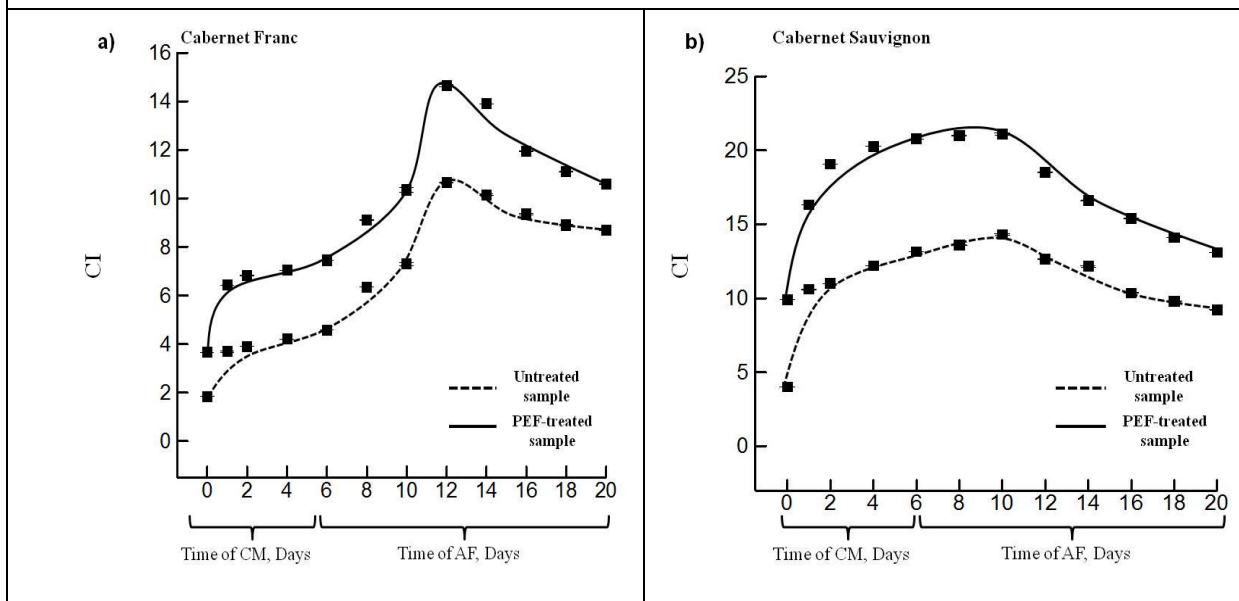 a)
Cabernet Franc
16
14
12
10
8
6
4
2
0
CI
Untreated
sample
PEF-treated
sample
0 2 4 6 8 10 12 14 16 18 20
Time of CM, Days
Time of AF, Days
b)
Cabernet Sauvignon
25
20
15
10
5
0
CI
Untreated
sample
PEF-treated
sample
0 2 4 6 8 10 12 14 16 18 20
Time of CM, Days
Time of AF, Days